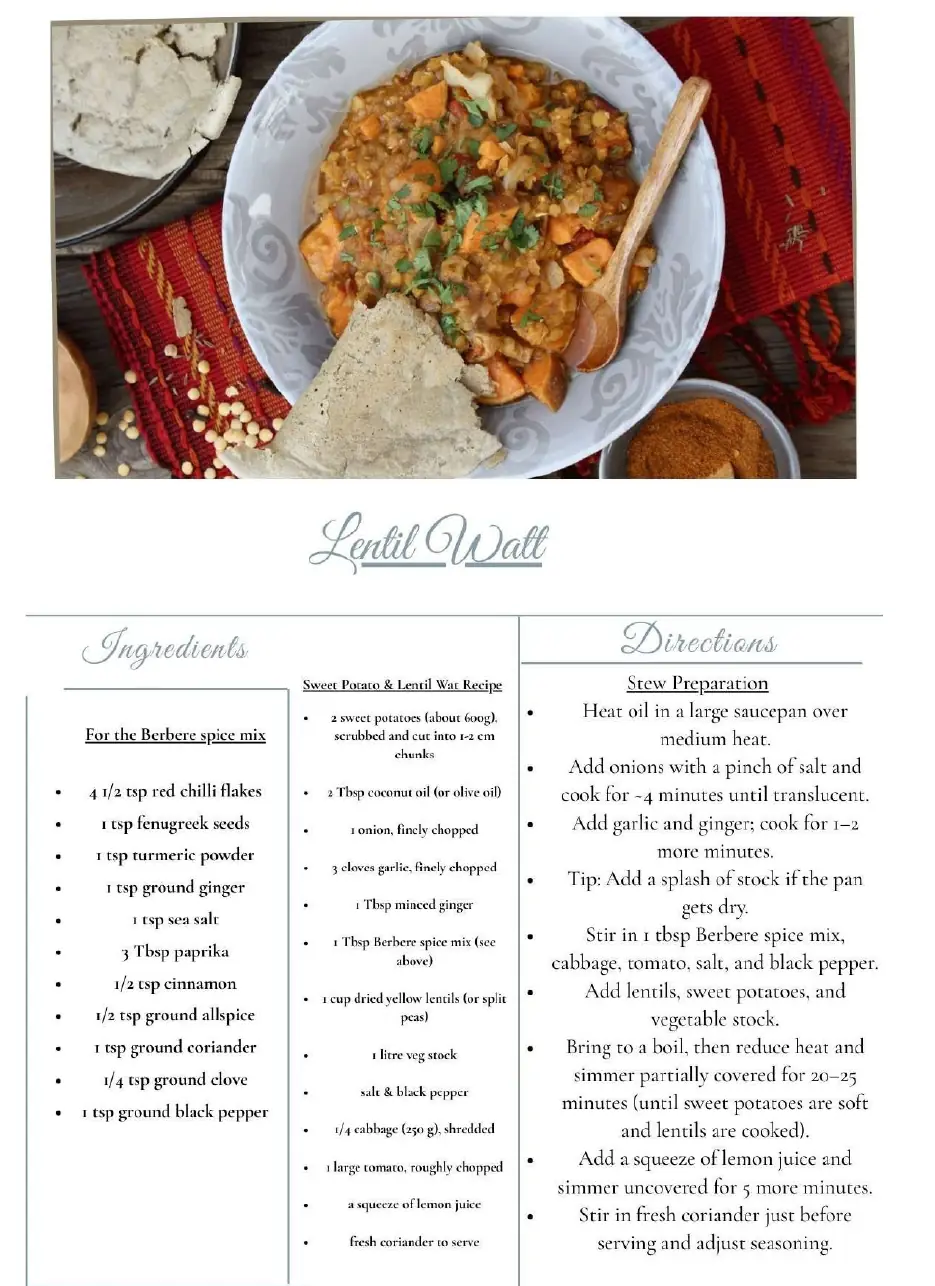 Lentil Watt
Ingredients
For the Berbere spice mix
• 4 1/2 tsp red chilli flakes
• 1 tsp fenugreek seeds
• 1 tsp turmeric powder
• 1 tsp ground ginger
• 1 tsp sea salt
• 3 Tbsp paprika
• 1/2 tsp cinnamon
• 1/2 tsp ground allspice
• 1 tsp ground coriander
• 1/4 tsp ground clove
• 1 tsp ground black pepper
Sweet Potato & Lentil Wat Recipe
• 2 sweet potatoes (about 600g),
scrubbed and cut into 1-2 cm
chunks
• 2 Tbsp coconut oil (or olive oil)
• 1 onion, finely chopped
• 3 cloves garlic, finely chopped
• 1 Tbsp minced ginger
• 1 Tbsp Berbere spice mix (see
above)
• 1 cup dried yellow lentils (or split
peas)
• 1 litre veg stock
• salt & black pepper
• 1/4 cabbage (250 g), shredded
• 1 large tomato, roughly chopped
• a squeeze of lemon juice
• fresh coriander to serve
Directions
Stew Preparation
• Heat oil in a large saucepan over
medium heat.
• Add onions with a pinch of salt and
cook for ~4 minutes until translucent.
• Add garlic and ginger; cook for 1–2
more minutes.
• Tip: Add a splash of stock if the pan
gets dry.
• Stir in 1 tbsp Berbere spice mix,
cabbage, tomato, salt, and black pepper.
• Add lentils, sweet potatoes, and
vegetable stock.
• Bring to a boil, then reduce heat and
simmer partially covered for 20–25
minutes (until sweet potatoes are soft
and lentils are cooked).
• Add a squeeze of lemon juice and
simmer uncovered for 5 more minutes.
• Stir in fresh coriander just before
serving and adjust seasoning.